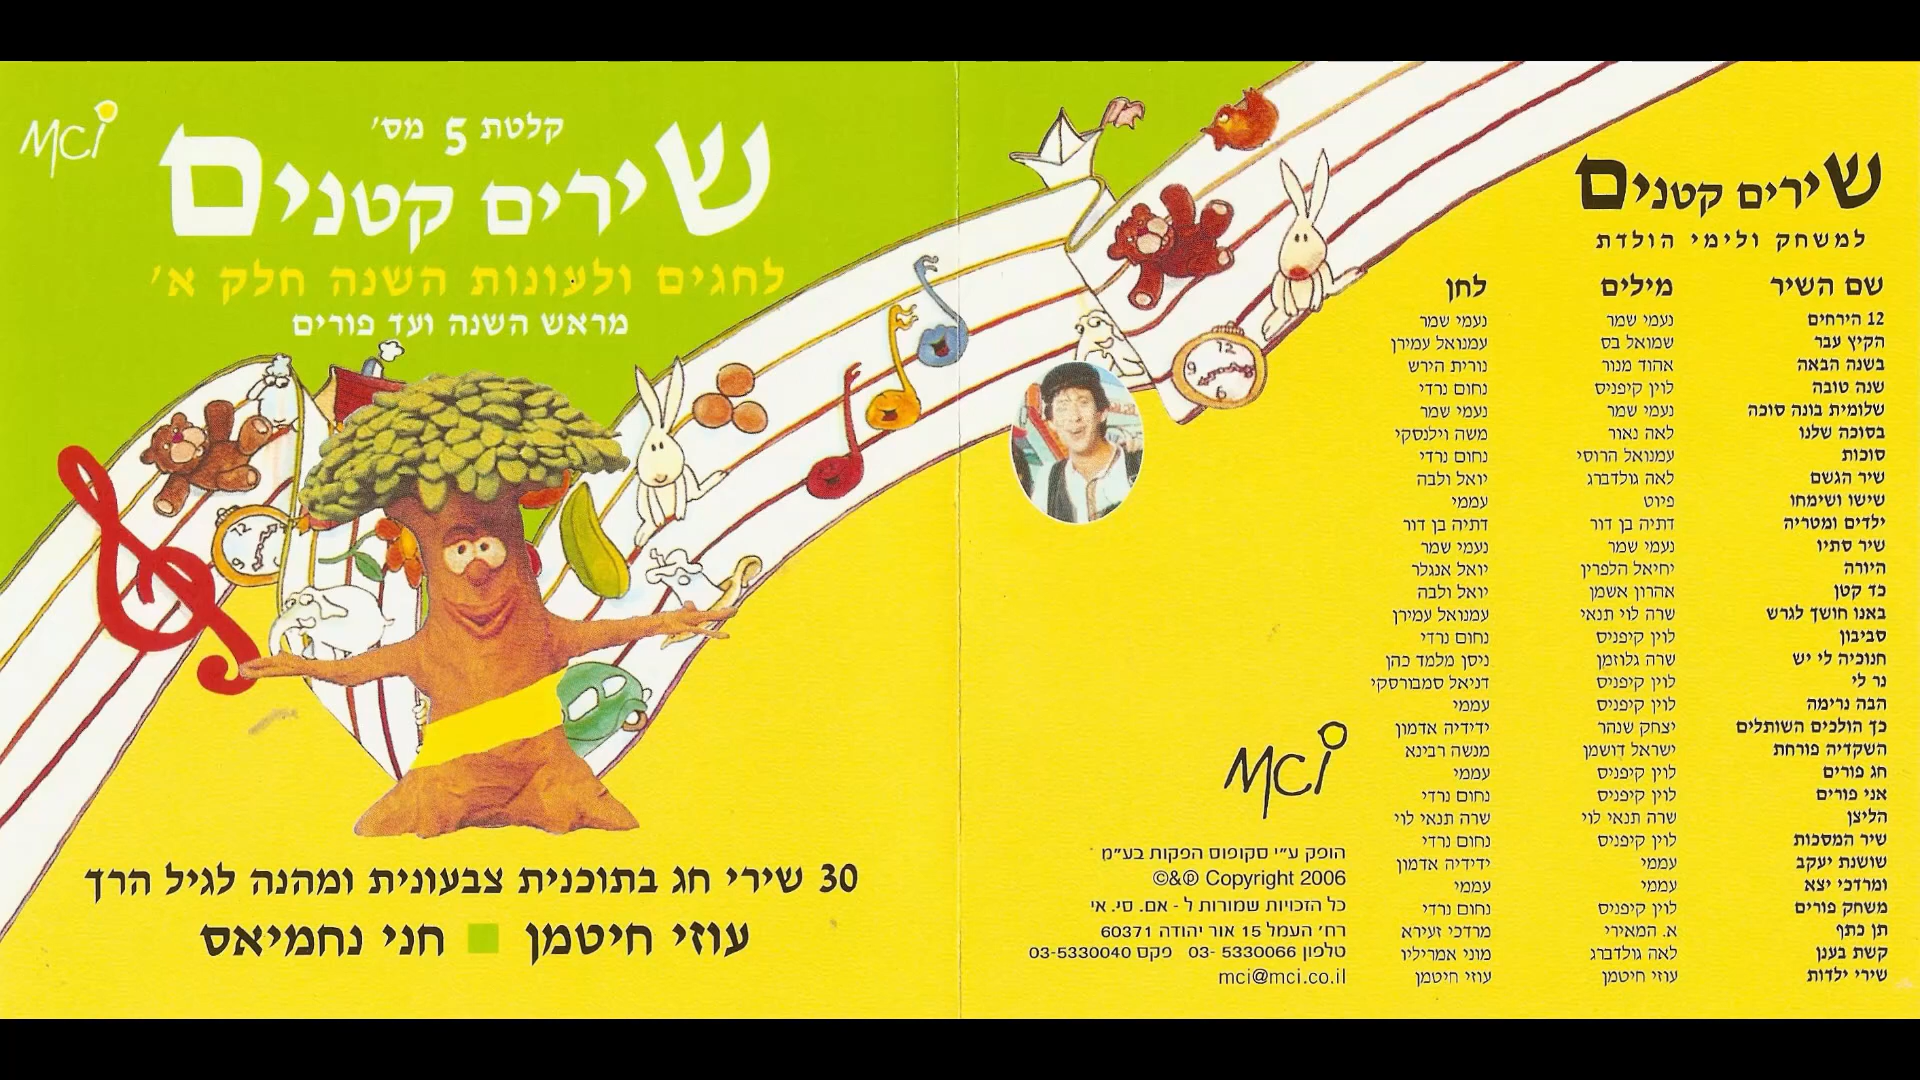 MCi
קלטת 5 מס׳
שירים קטנים
לחגים ולעונות השנה חלק א׳
מראש השנה ועד פורים
30 שירי חג בתוכנית צבעונית ומהנה לגיל הרך
עוזי חיטמן חני נחמיאס
שירים קטנים
למשחק ולימי הולדת
שם השיר מילים לחן
12 הירחים נעמי שמר נעמי שמר
הקיץ עבר שמואל בס עמנואל עמירן
בשנה הבאה אהוד מנור נורית הירש
שנה טובה לוין קיפניס נחום נרדי
שלומית בונה סוכה נעמי שמר נעמי שמר
בסוכה שלנו לאה נאור משה וילנסקי
סוכות עמנואל הרוסי נחום נרדי
שיר הגשם לאה גולדברג יואל ולבה
שישו ושימחו פיוט עממי
ילדים ומטריה דתיה בן דור דתיה בן דור
שיר סתיו נעמי שמר נעמי שמר
היורה יחיאל הלפרין יואל אנגלר
כד קטן אהרון אשמן יואל ולבה
באנו חושך לגרש שרה לוי תנאי עמנואל עמירן
סביבון לוין קיפניס נחום נרדי
חנוכיה לי יש שרה גלוזמן ניסן מלמד כהן
נר לי לוין קיפניס דניאל סמבורסקי
הבה נרימה לוין קיפניס עממי
כך הולכים השותלים יצחק שנהר ידידיה אדמון
השקדיה פורחת ישראל דושמן מנשה רבינא
חג פורים לוין קיפניס עממי
אני פורים לוין קיפניס נחום נרדי
הליצן שרה תנאי לוי שרה תנאי לוי
שיר המסכות לוין קיפניס נחום נרדי
שושנת יעקב עממי ידידיה אדמון
ומרדכי יצא עממי עממי
משחק פורים לוין קיפניס נחום נרדי
תן כתף א. המאירי מרדכי זעירא
קשת בענן לאה גולדברג מוני אמריליו
שירי ילדות עוזי חיטמן עוזי חיטמן
MCi
הופק ע״י סקופוס הפקות בע״מ
©&℗ Copyright 2006
כל הזכויות שמורות ל - אם. סי. אי
רח׳ העמל 15 אור יהודה 60371
טלפון 5330066 -03 פקס 03-5330040
mci@mci.co.il
12
9
12
9
6